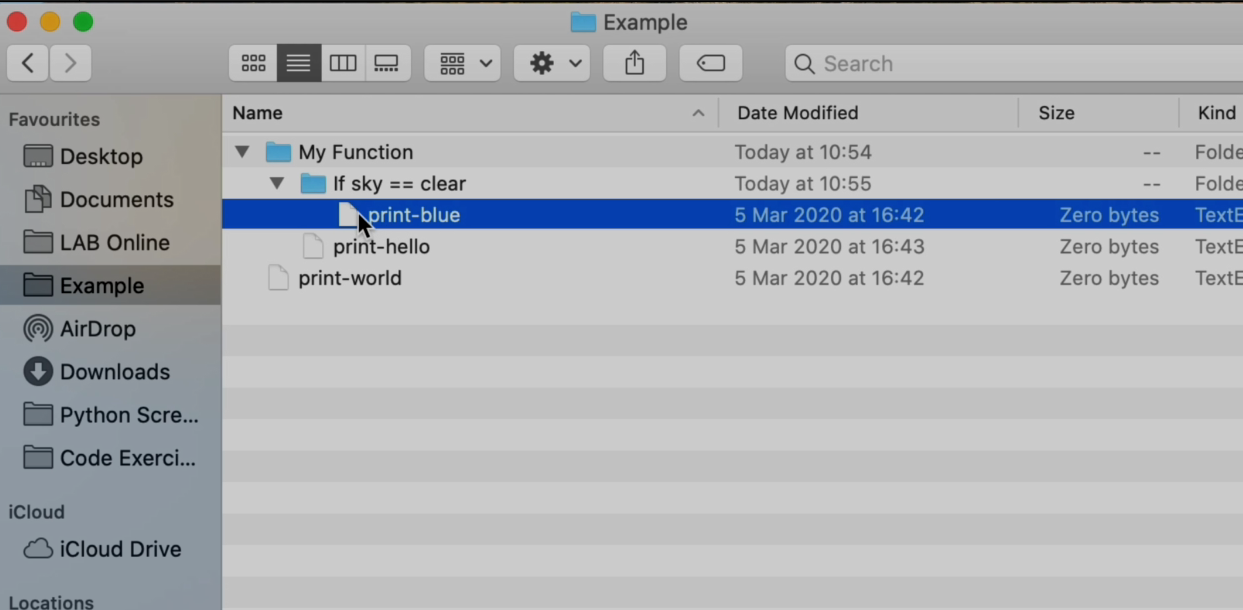 Example
Search
Favourites
Desktop
Documents
LAB Online
Example
AirDrop
Downloads
Python Scre...
Code Exerci...
iCloud
iCloud Drive
Locations
Name Date Modified Size Kind
My Function Today at 10:54 -- Folde
If sky == clear Today at 10:55 -- Folde
print-blue 5 Mar 2020 at 16:42 Zero bytes TextE
print-hello 5 Mar 2020 at 16:43 Zero bytes TextE
print-world 5 Mar 2020 at 16:42 Zero bytes TextE